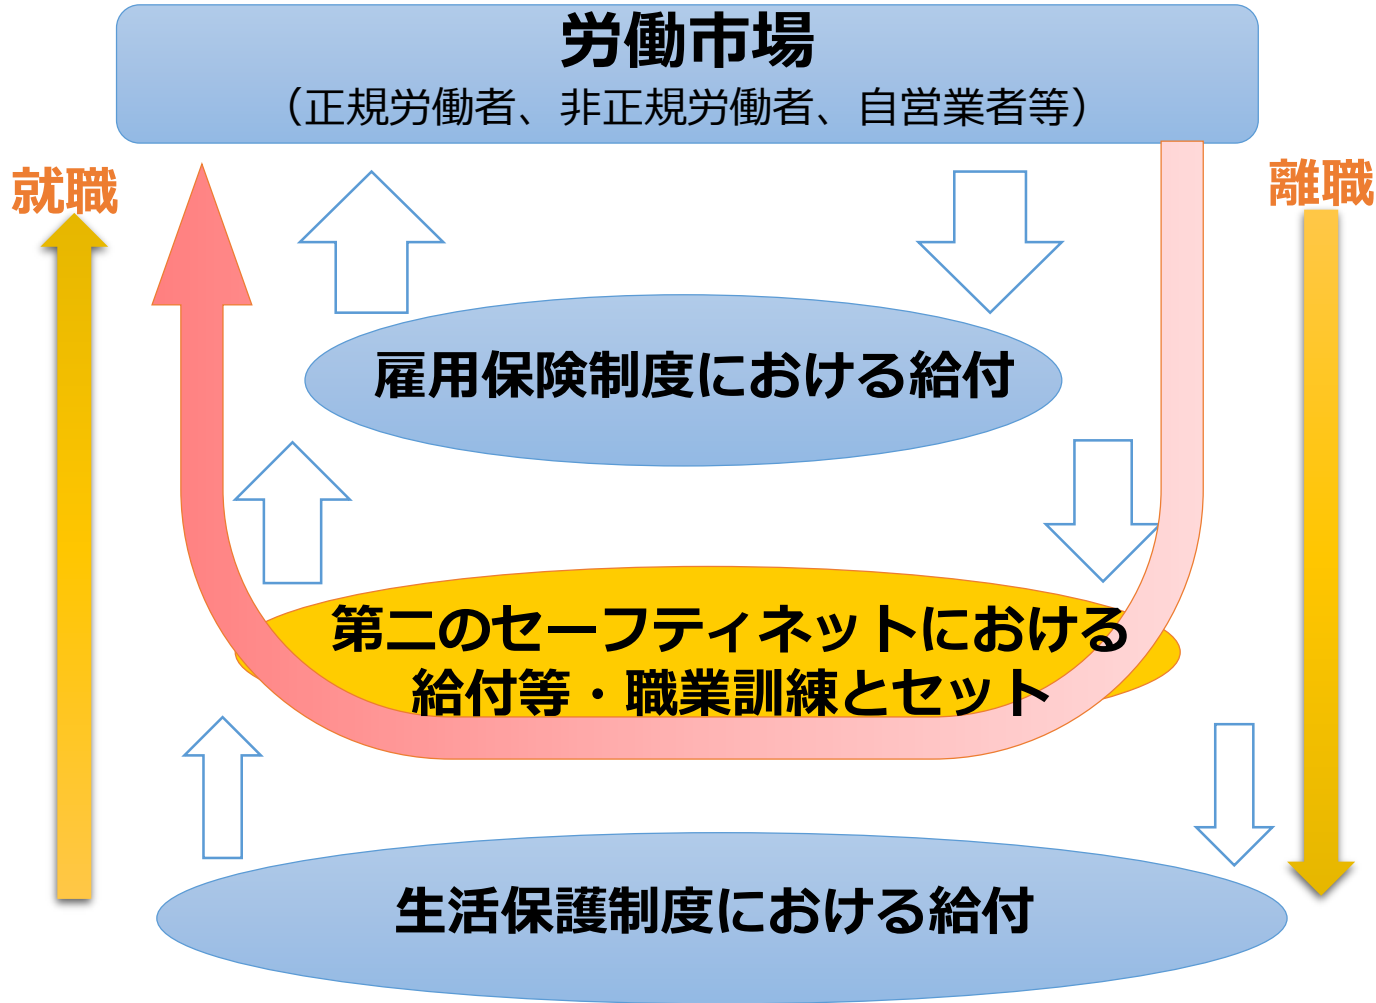 労働市場
（正規労働者、非正規労働者、自営業者等）
就職
離職
雇用保険制度における給付
第二のセーフティネットにおける
給付等・職業訓練とセット
生活保護制度における給付